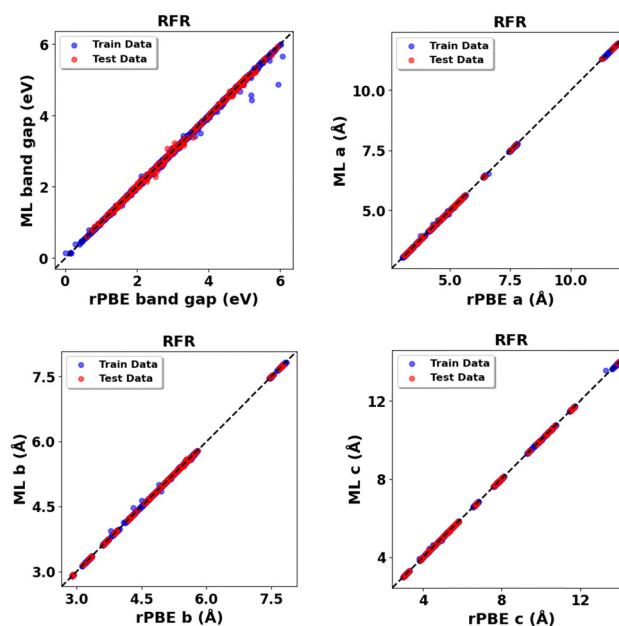 RFR
Train Data
Test Data
ML band gap (eV)
6
4
2
0
0 2 4 6
rPBE band gap (eV)
RFR
Train Data
Test Data
ML a (Å)
10.0
7.5
5.0
5.0 7.5 10.0
rPBE a (Å)
RFR
Train Data
Test Data
ML b (Å)
7.5
6.0
4.5
3.0
3.0 4.5 6.0 7.5
rPBE b (Å)
RFR
Train Data
Test Data
ML c (Å)
12
8
4
4 8 12
rPBE c (Å)